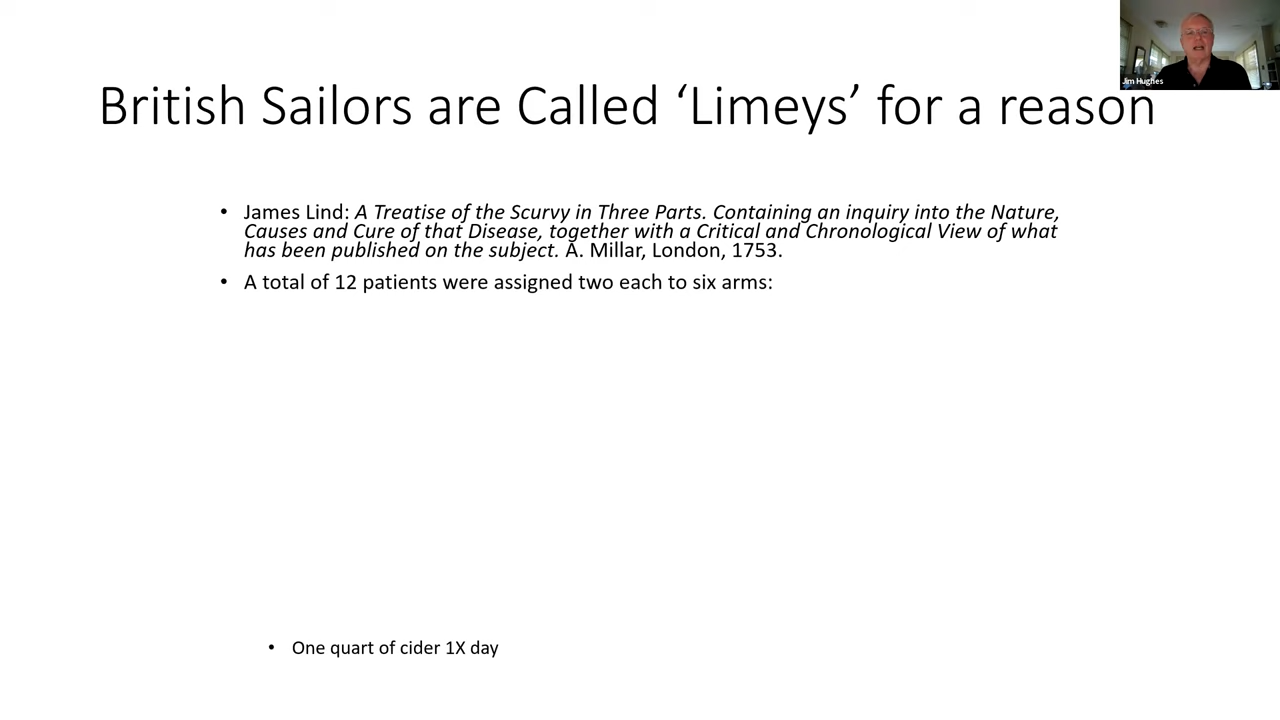 Jim Hughes
British Sailors are Called ‘Limeys’ for a reason
• James Lind: A Treatise of the Scurvy in Three Parts. Containing an inquiry into the Nature,
Causes and Cure of that Disease, together with a Critical and Chronological View of what
has been published on the subject. A. Millar, London, 1753.
• A total of 12 patients were assigned two each to six arms:
• One quart of cider 1X day